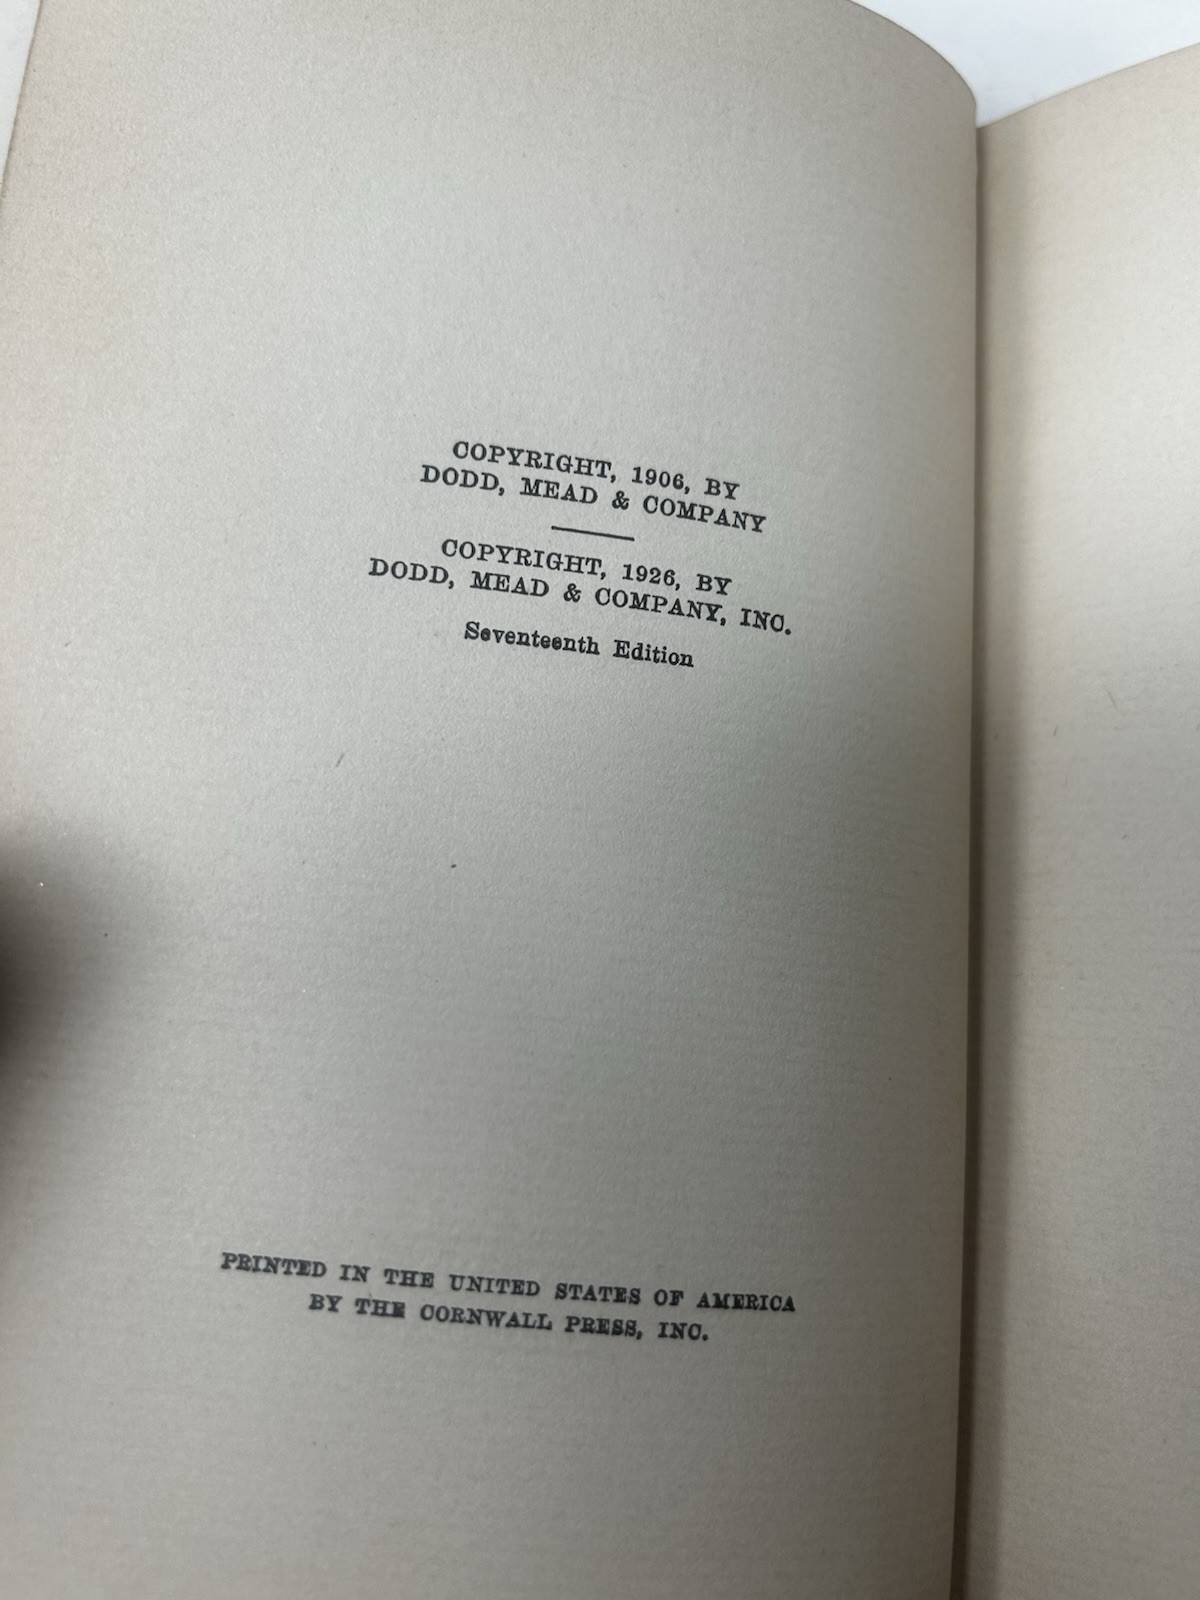 COPYRIGHT, 1906, BY
DODD, MEAD & COMPANY
COPYRIGHT, 1926, BY
DODD, MEAD & COMPANY, INC.
Seventeenth Edition
PRINTED IN THE UNITED STATES OF AMERICA
BY THE CORNWALL PRESS, INC.